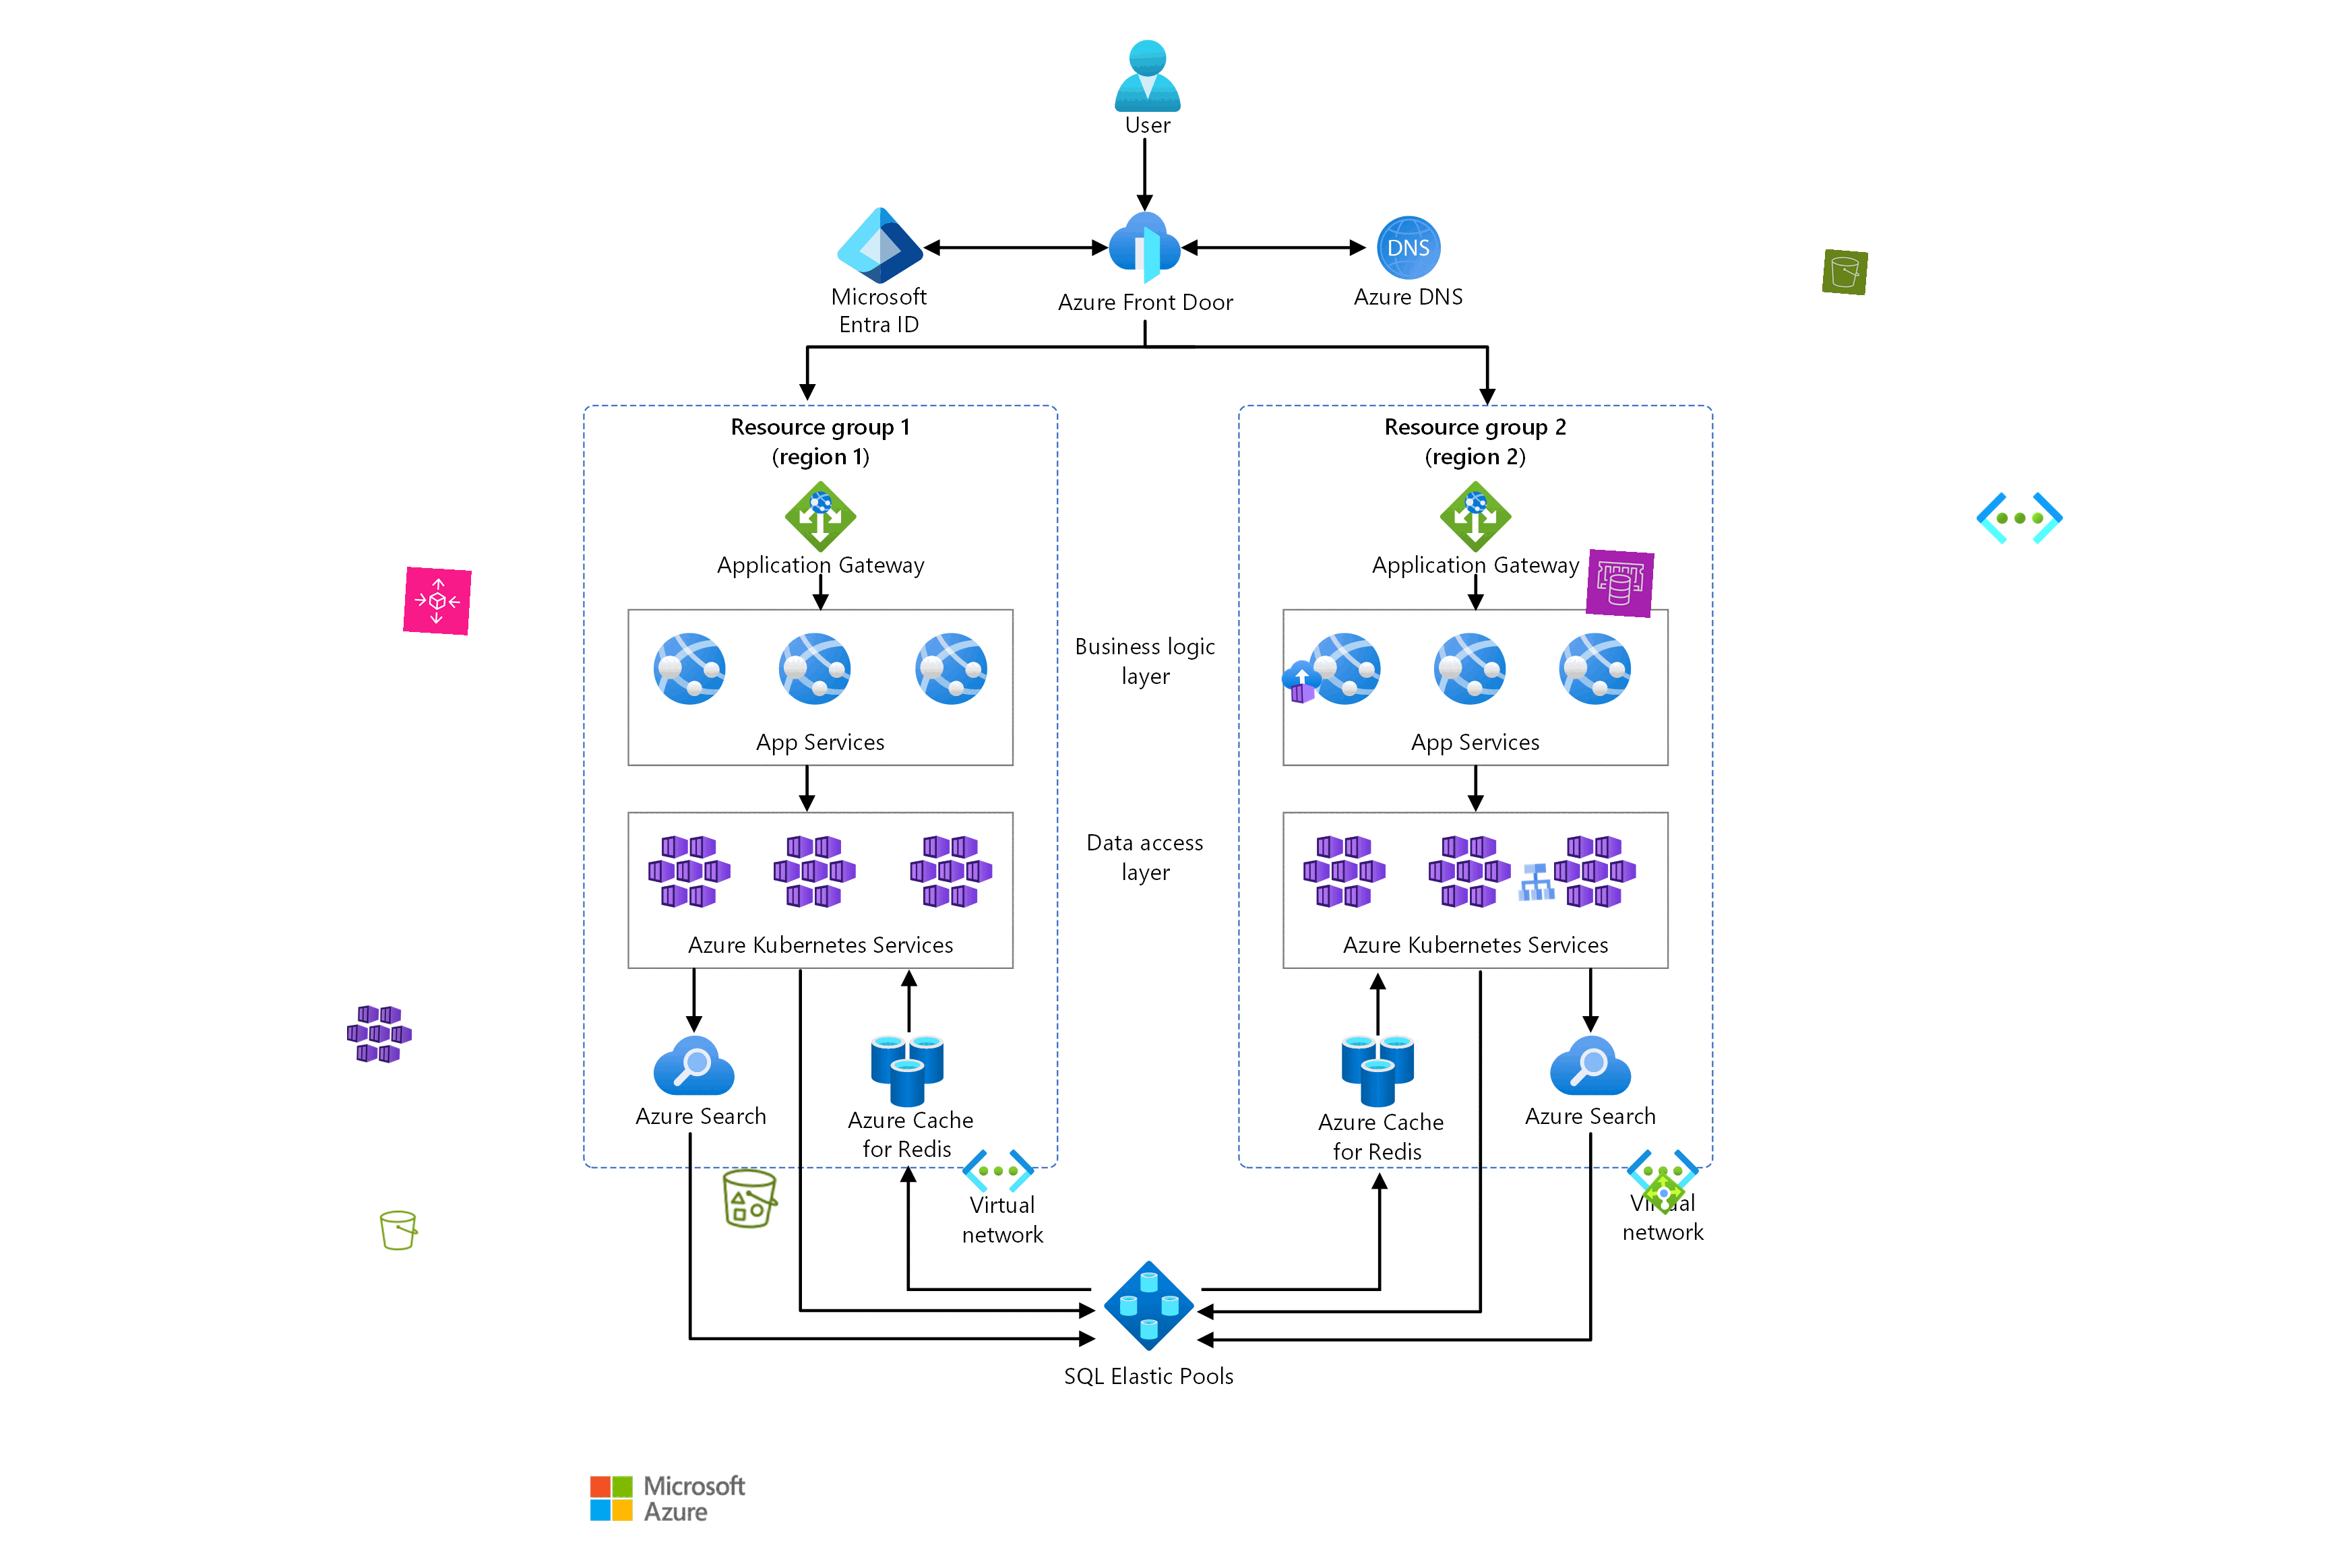 User
DNS
Microsoft
Entra ID
Azure Front Door
Azure DNS
Resource group 1
(region 1)
Resource group 2
(region 2)
Application Gateway
Application Gateway
Business logic
layer
App Services
App Services
Data access
layer
Azure Kubernetes Services
Azure Kubernetes Services
Azure Search
Azure Cache
for Redis
Azure Cache
for Redis
Azure Search
Virtual
network
network
SQL Elastic Pools
Microsoft
Azure